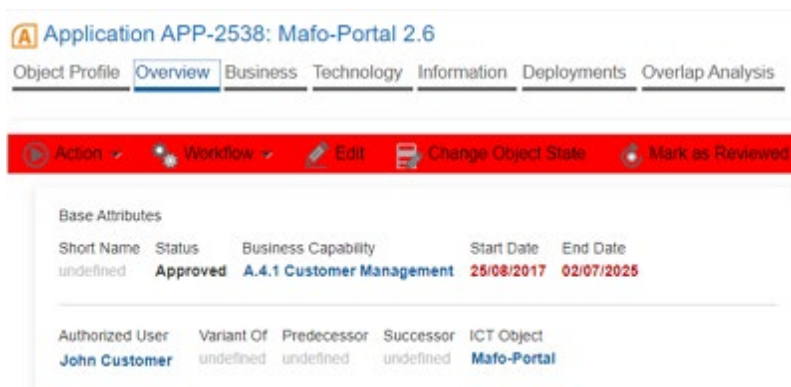 A Application APP-2538: Mafo-Portal 2.6
Object Profile Overview Business Technology Information Deployments Overlap Analysis
Action Workflow Edit Change Object State Mark as Reviewed
Base Attributes
Short Name Status Business Capability Start Date End Date
undefined Approved A.4.1 Customer Management 25/08/2017 02/07/2025
Authorized User Variant Of Predecessor Successor ICT Object
John Customer undefined undefined undefined Mafo-Portal